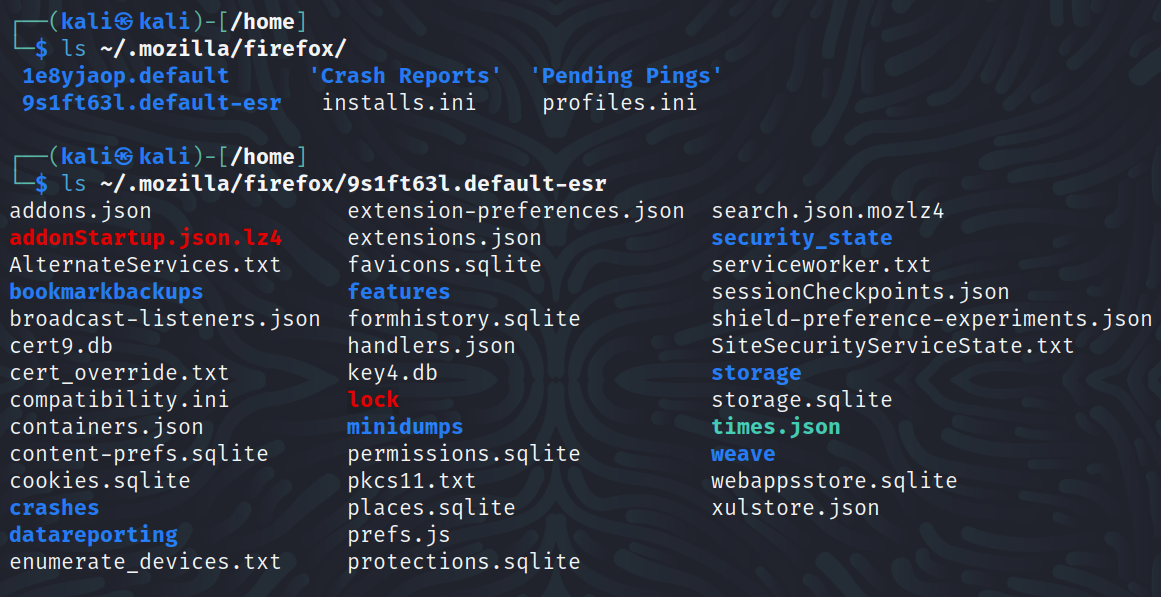 ┌──(kali㉿kali)-[/home]
└─$ ls ~/.mozilla/firefox/
1e8yjaop.default 'Crash Reports' 'Pending Pings'
9s1ft63l.default-esr installs.ini profiles.ini
┌──(kali㉿kali)-[/home]
└─$ ls ~/.mozilla/firefox/9s1ft63l.default-esr
addons.json extension-preferences.json search.json.mozlz4
addonStartup.json.lz4 extensions.json security_state
AlternateServices.txt favicons.sqlite serviceworker.txt
bookmarkbackups features sessionCheckpoints.json
broadcast-listeners.json formhistory.sqlite shield-preference-experiments.json
cert9.db handlers.json SiteSecurityServiceState.txt
cert_override.txt key4.db storage
compatibility.ini lock storage.sqlite
containers.json minidumps times.json
content-prefs.sqlite permissions.sqlite weave
cookies.sqlite pkcs11.txt webappsstore.sqlite
crashes places.sqlite xulstore.json
datareporting prefs.js
enumerate_devices.txt protections.sqlite